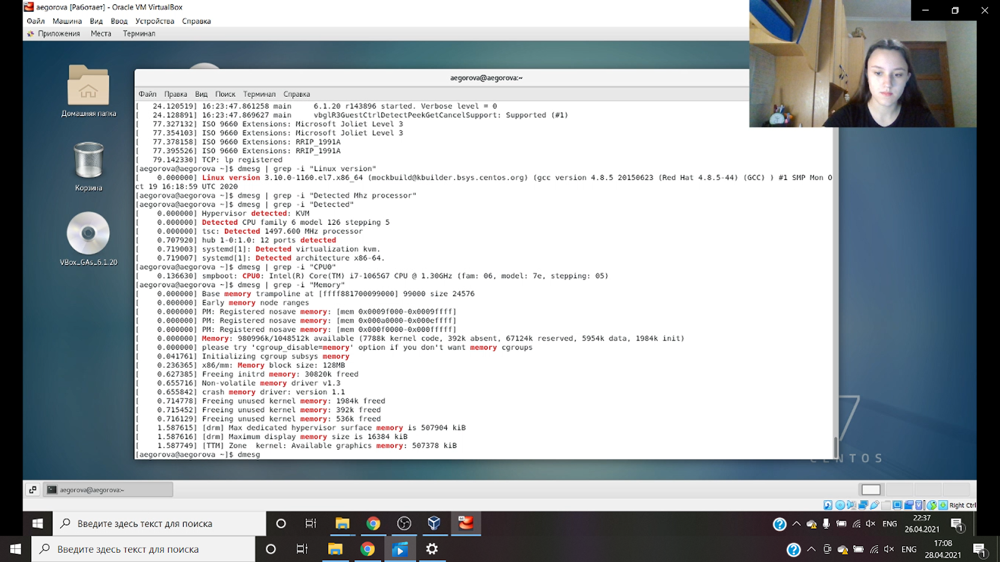 aegorova [Работает] - Oracle VM VirtualBox
Файл Машина Вид Ввод Устройства Справка
Приложения Места Терминал
Домашняя папка
Корзина
VBox_GAs_6.1.20
aegorova@aegorova:~
Файл Правка Вид Поиск Терминал Справка
[   24.120519] 16:23:47.861258 main     6.1.20 r143896 started. Verbose level = 0
[   24.128891] 16:23:47.869627 main     vbglR3GuestCtrlDetectPeekGetCancelSupport: Supported (#1)
[   77.327132] ISO 9660 Extensions: Microsoft Joliet Level 3
[   77.354103] ISO 9660 Extensions: Microsoft Joliet Level 3
[   77.378158] ISO 9660 Extensions: RRIP_1991A
[   77.395526] ISO 9660 Extensions: RRIP_1991A
[   79.142330] TCP: lp registered
[aegorova@aegorova ~]$ dmesg | grep -i "Linux version"
[    0.000000] Linux version 3.10.0-1160.el7.x86_64 (mockbuild@kbuilder.bsys.centos.org) (gcc version 4.8.5 20150623 (Red Hat 4.8.5-44) (GCC) ) #1 SMP Mon O
ct 19 16:18:59 UTC 2020
[aegorova@aegorova ~]$ dmesg | grep -i "Detected Mhz processor"
[aegorova@aegorova ~]$ dmesg | grep -i "Detected"
[    0.000000] Hypervisor detected: KVM
[    0.000000] Detected CPU family 6 model 126 stepping 5
[    0.000000] tsc: Detected 1497.600 MHz processor
[    0.707920] hub 1-0:1.0: 12 ports detected
[    0.719003] systemd[1]: Detected virtualization kvm.
[    0.719007] systemd[1]: Detected architecture x86-64.
[aegorova@aegorova ~]$ dmesg | grep -i "CPU0"
[    0.136630] smpboot: CPU0: Intel(R) Core(TM) i7-1065G7 CPU @ 1.30GHz (fam: 06, model: 7e, stepping: 05)
[aegorova@aegorova ~]$ dmesg | grep -i "Memory"
[    0.000000] Base memory trampoline at [ffff881700099000] 99000 size 24576
[    0.000000] Early memory node ranges
[    0.000000] PM: Registered nosave memory: [mem 0x0009f000-0x0009ffff]
[    0.000000] PM: Registered nosave memory: [mem 0x000a0000-0x000effff]
[    0.000000] PM: Registered nosave memory: [mem 0x000f0000-0x000fffff]
[    0.000000] Memory: 980996k/1048512k available (7788k kernel code, 392k absent, 67124k reserved, 5954k data, 1984k init)
[    0.000000] please try 'cgroup_disable=memory' option if you don't want memory cgroups
[    0.041761] Initializing cgroup subsys memory
[    0.236365] x86/mm: Memory block size: 128MB
[    0.627385] Freeing initrd memory: 30820k freed
[    0.655716] Non-volatile memory driver v1.3
[    0.655842] crash memory driver: version 1.1
[    0.714778] Freeing unused kernel memory: 1984k freed
[    0.715452] Freeing unused kernel memory: 392k freed
[    0.716129] Freeing unused kernel memory: 536k freed
[    1.587615] [drm] Max dedicated hypervisor surface memory is 507904 kiB
[    1.587616] [drm] Maximum display memory size is 16384 kiB
[    1.587749] [TTM] Zone  kernel: Available graphics memory: 507378 kiB
[aegorova@aegorova ~]$ dmesg
7
CENTOS
aegorova@aegorova:~
Right Ctrl
Введите здесь текст для поиска
ENG
22:37
26.04.2021
1
Введите здесь текст для поиска
ENG
17:08
28.04.2021
1